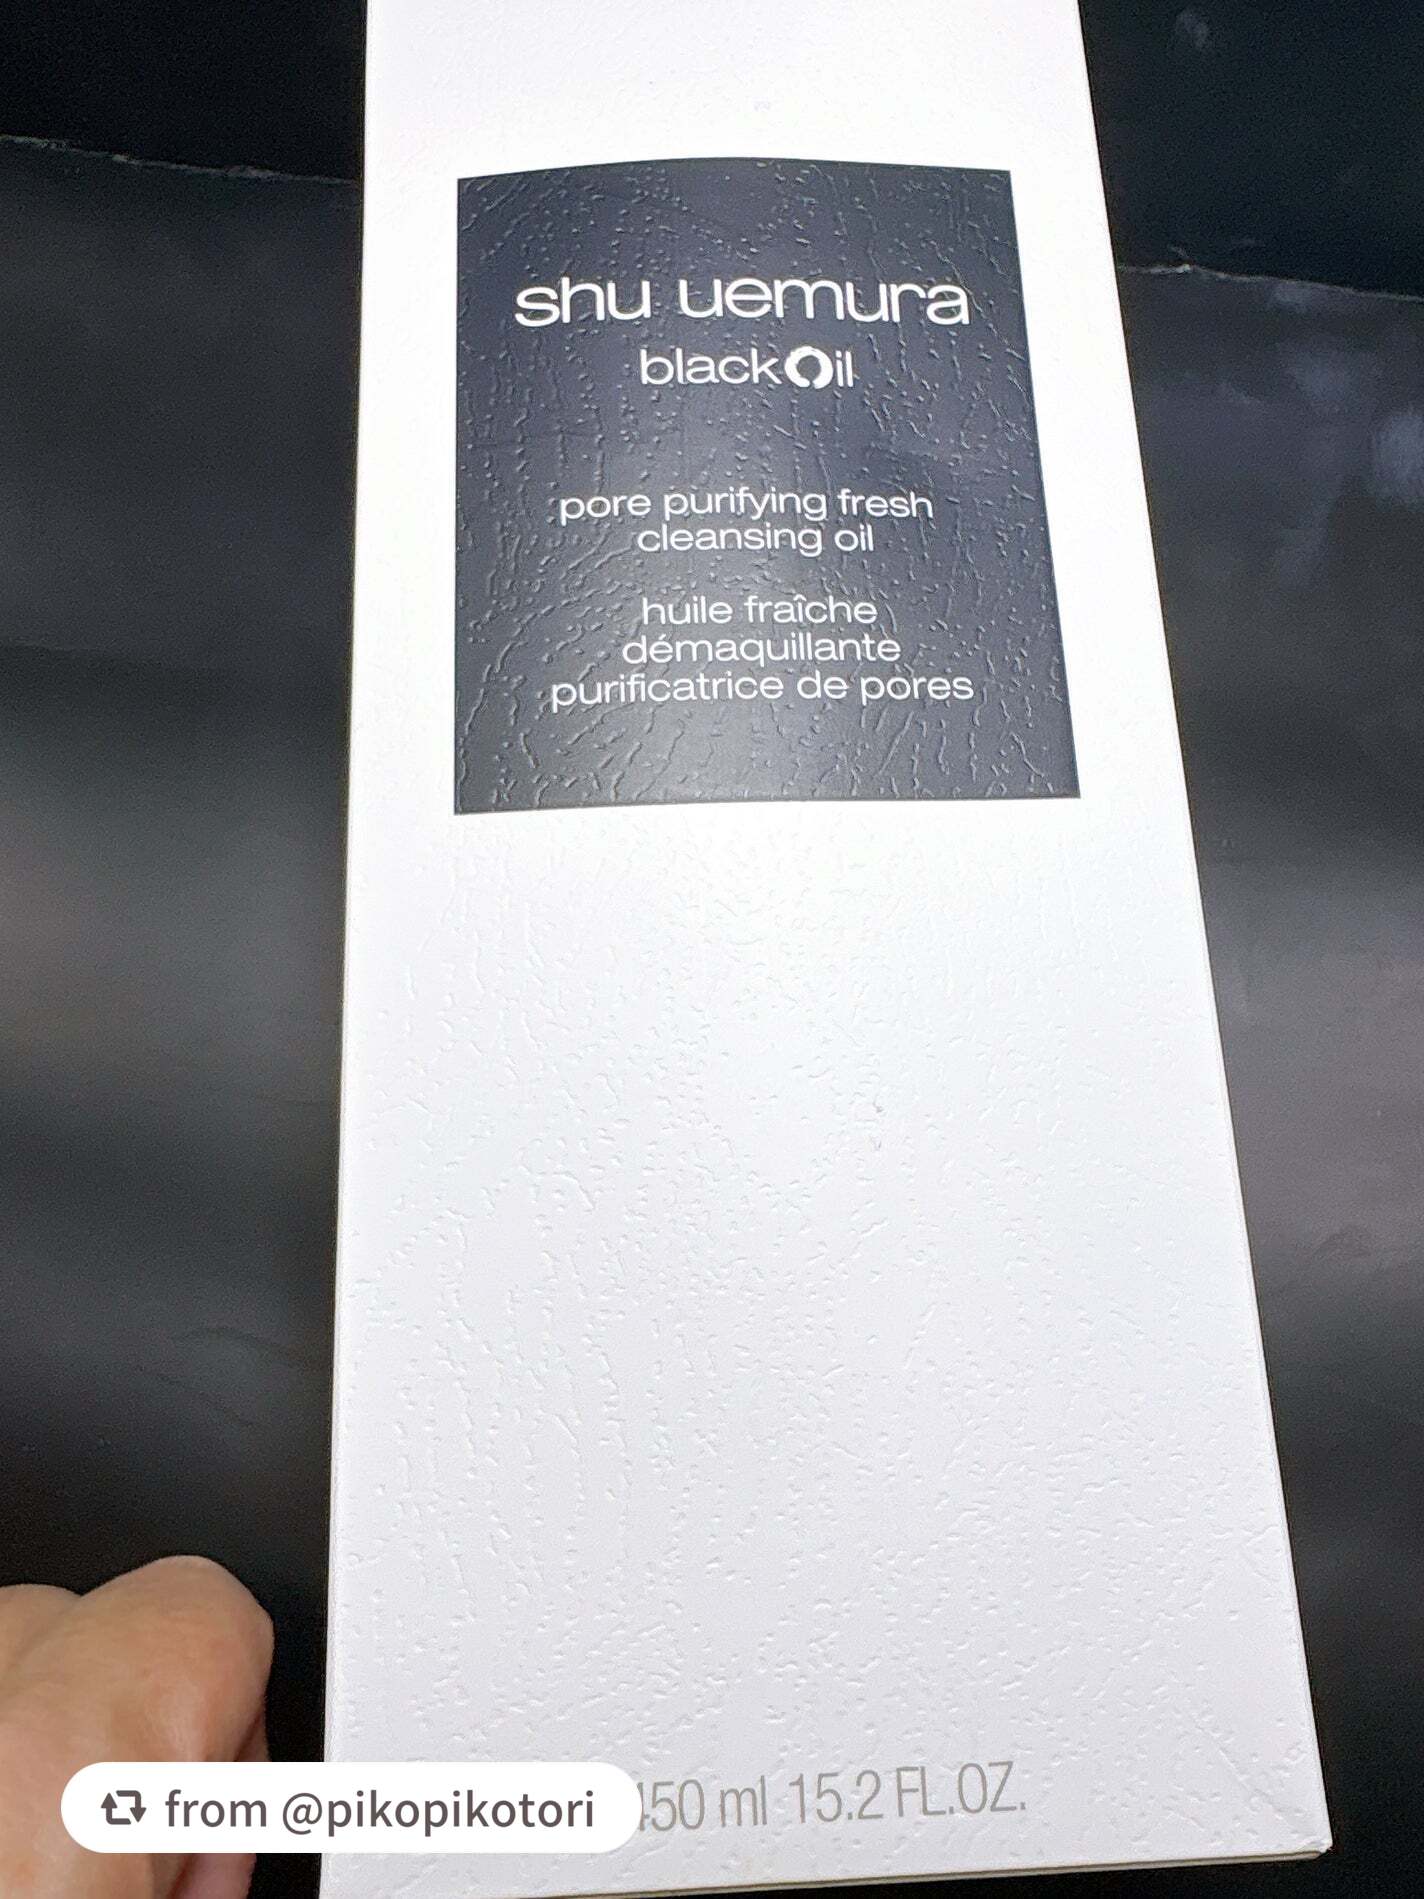 shu uemura
blackOil
pore purifying fresh
cleansing oil
huile fraîche
démaquillante
purificatrice de pores
450 ml 15.2 FL.OZ.
from @pikopikotori